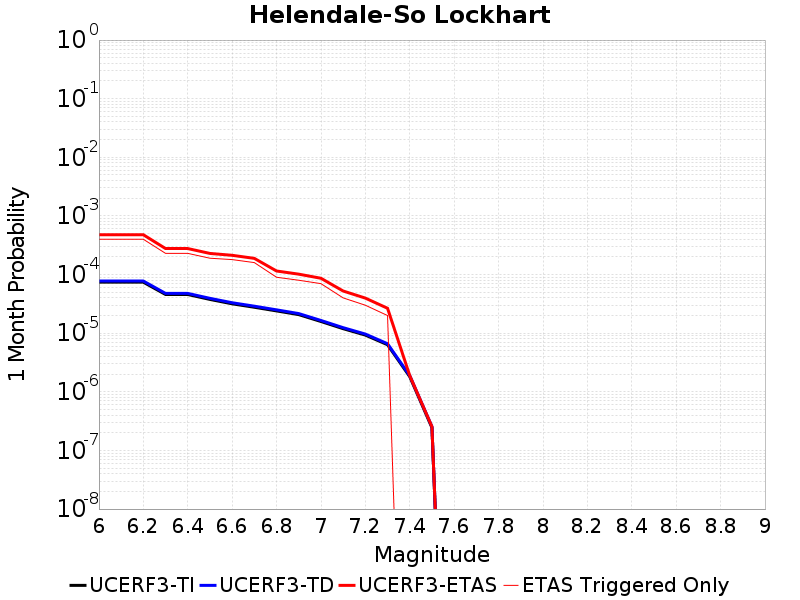 Helendale-So Lockhart
1 Month Probability
10^0
10^-1
10^-2
10^-3
10^-4
10^-5
10^-6
10^-7
10^-8
6 6.2 6.4 6.6 6.8 7 7.2 7.4 7.6 7.8 8 8.2 8.4 8.6 8.8 9
Magnitude
UCERF3-TI UCERF3-TD UCERF3-ETAS ETAS Triggered Only